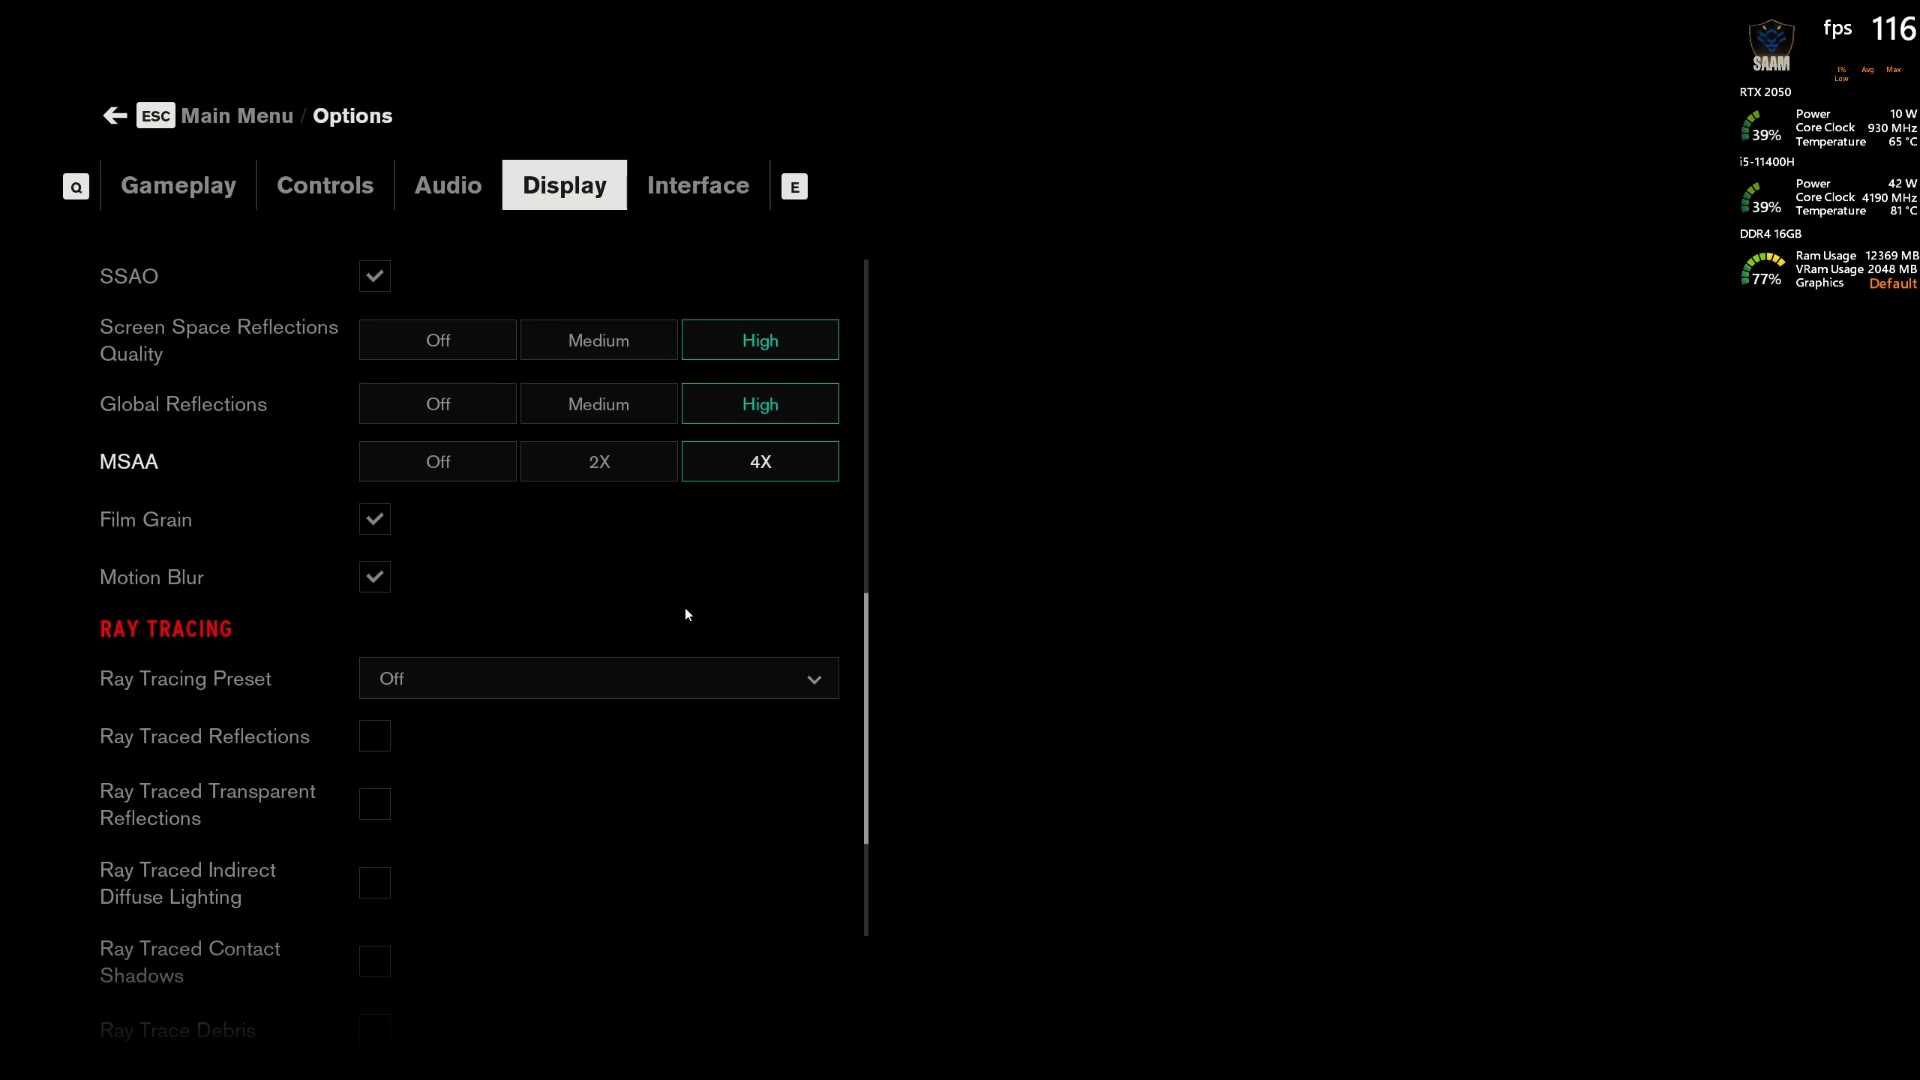 ESC Main Menu / Options
Q Gameplay Controls Audio Display Interface E
SSAO
Screen Space Reflections
Quality
Off Medium High
Global Reflections Off Medium High
MSAA Off 2X 4X
Film Grain
Motion Blur
RAY TRACING
Ray Tracing Preset Off
Ray Traced Reflections
Ray Traced Transparent
Reflections
Ray Traced Indirect
Diffuse Lighting
Ray Traced Contact
Shadows
Ray Trace Debris
SAAM
fps 116
1% Avg Max
Low
RTX 2050
39%
Power 10 W
Core Clock 930 MHz
Temperature 65 °C
i5-11400H
39%
Power 42 W
Core Clock 4190 MHz
Temperature 81 °C
DDR4 16GB
77%
Ram Usage 12369 MB
VRam Usage 2048 MB
Graphics Default